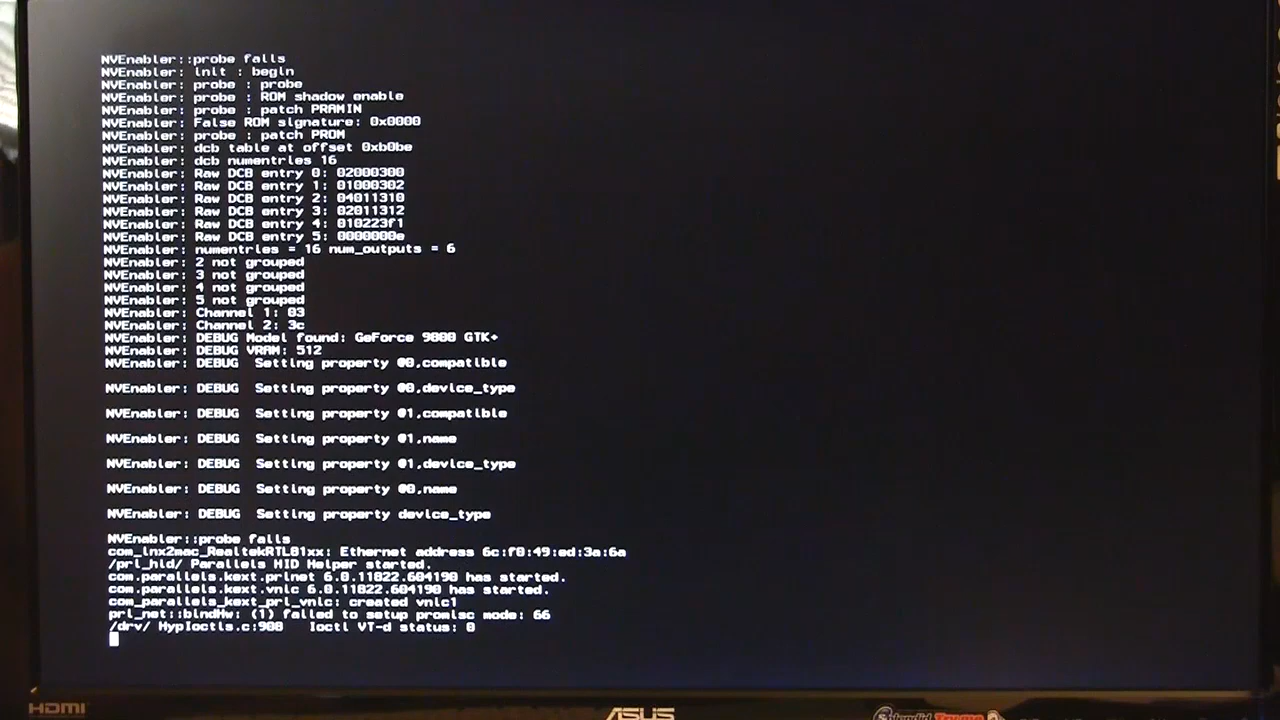 NVEnabler::probe fails
NVEnabler: init : begin
NVEnabler: probe : probe
NVEnabler: probe : ROM shadow enable
NVEnabler: probe : patch PRAMIN
NVEnabler: False ROM signature: 0x0000
NVEnabler: probe : patch PROM
NVEnabler: dcb table at offset 0xb0be
NVEnabler: dcb numentries 16
NVEnabler: Raw DCB entry 0: 02000300
NVEnabler: Raw DCB entry 1: 01000302
NVEnabler: Raw DCB entry 2: 04011310
NVEnabler: Raw DCB entry 3: 02011312
NVEnabler: Raw DCB entry 4: 010223f1
NVEnabler: Raw DCB entry 5: 0000000e
NVEnabler: numentries = 16 num_outputs = 6
NVEnabler: 2 not grouped
NVEnabler: 3 not grouped
NVEnabler: 4 not grouped
NVEnabler: 5 not grouped
NVEnabler: Channel 1: 03
NVEnabler: Channel 2: 3c
NVEnabler: DEBUG Model found: GeForce 9800 GTX+
NVEnabler: DEBUG VRAM: 512
NVEnabler: DEBUG  Setting property @0,compatible
NVEnabler: DEBUG  Setting property @0,device_type
NVEnabler: DEBUG  Setting property @1,compatible
NVEnabler: DEBUG  Setting property @1,name
NVEnabler: DEBUG  Setting property @1,device_type
NVEnabler: DEBUG  Setting property @0,name
NVEnabler: DEBUG  Setting property device_type
NVEnabler::probe fails
com_lnx2mac_RealtekRTL81xx: Ethernet address 6c:f0:49:ed:3a:6a
/prl_hid/ Parallels HID Helper started.
com.parallels.kext.prlnet 6.0.11822.604190 has started.
com.parallels.kext.vnic 6.0.11822.604190 has started.
com_parallels_kext_prl_vnic: created vnic1
prl_net::bindHw: (1) failed to setup promisc mode: 66
/drv/ HypIoctls.c:908   Ioctl VT-d status: 0
HDMI
ASUS
Splendid